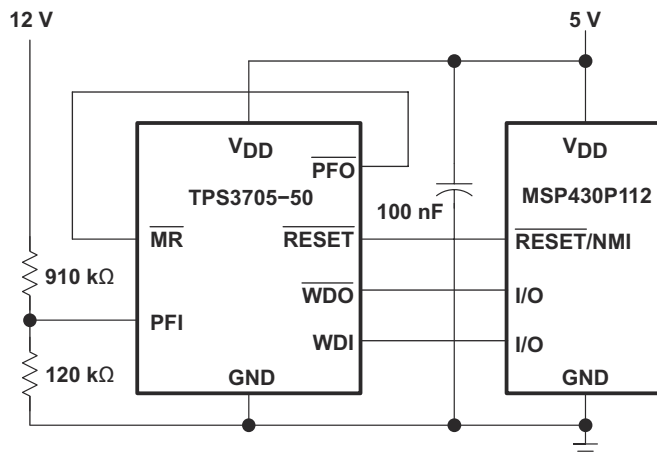 12 V
5 V
VDD
PFO
TPS3705−50
VDD
MSP430P112
100 nF
MR
RESET
RESET/NMI
910 kΩ
WDO
I/O
PFI
WDI
I/O
120 kΩ
GND
GND